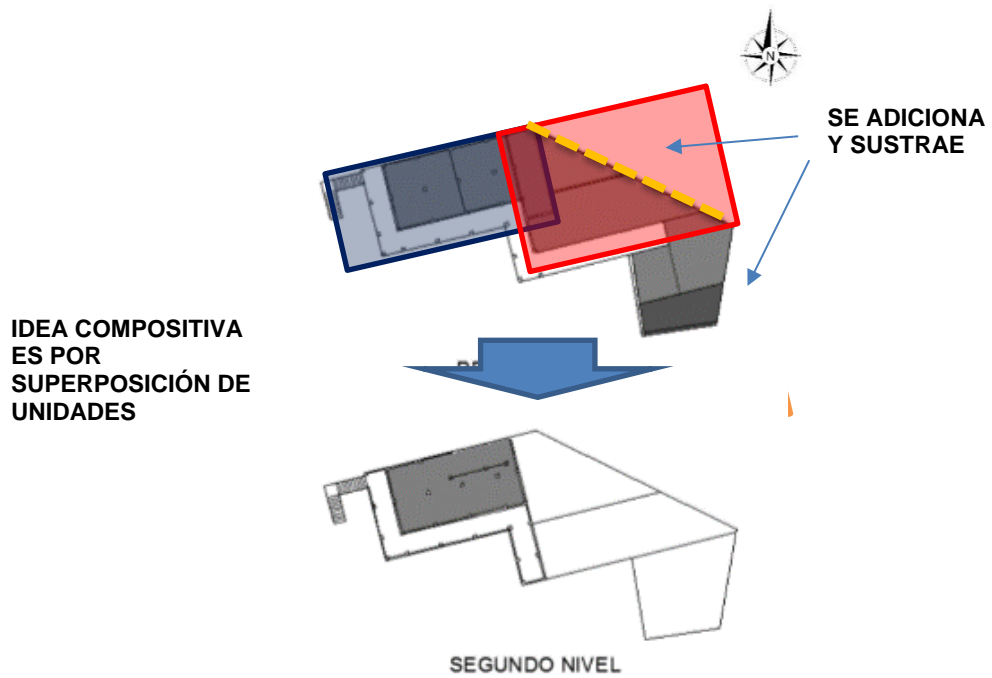 N
SE ADICIONA
Y SUSTRAE
IDEA COMPOSITIVA
ES POR
SUPERPOSICIÓN DE
UNIDADES
SEGUNDO NIVEL